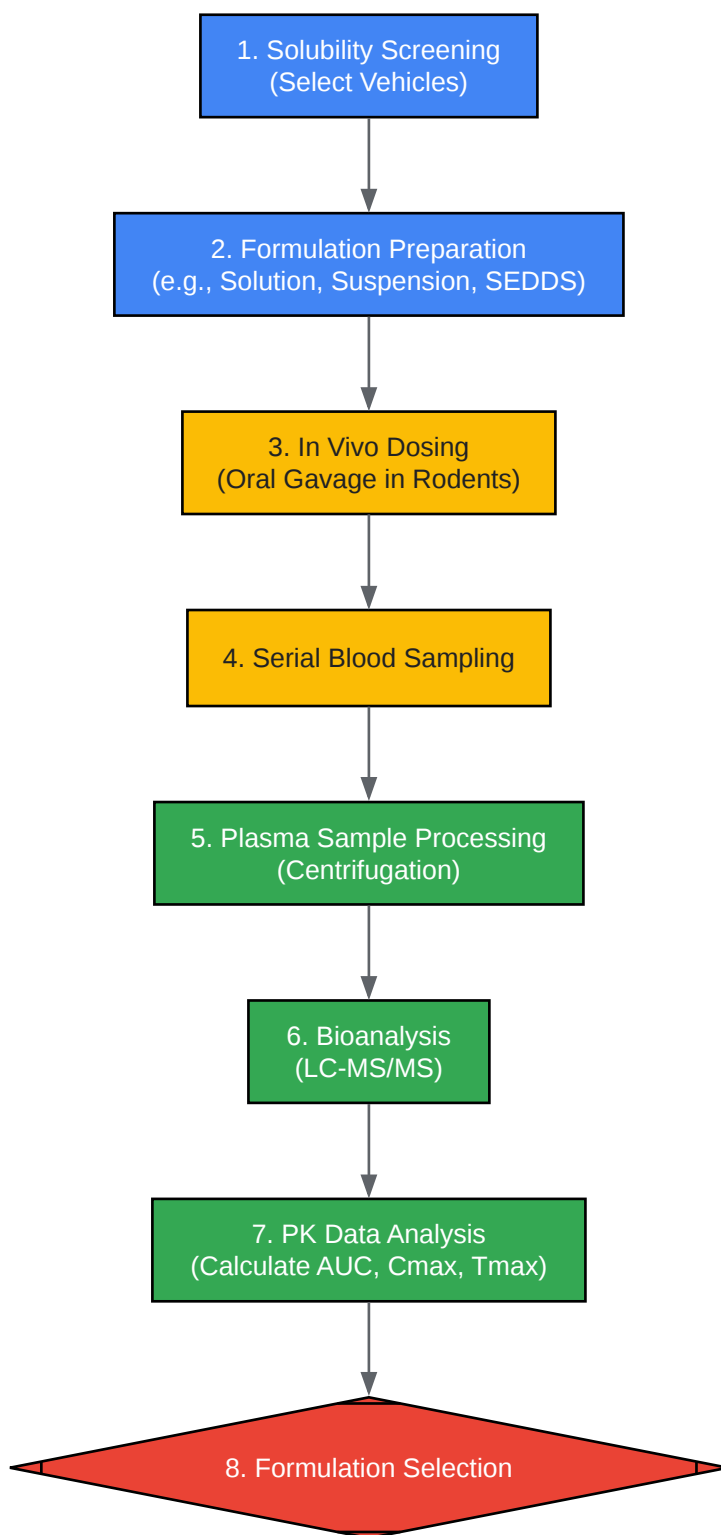 1. Solubility Screening
(Select Vehicles)
2. Formulation Preparation
(e.g., Solution, Suspension, SEDDS)
3. In Vivo Dosing
(Oral Gavage in Rodents)
4. Serial Blood Sampling
5. Plasma Sample Processing
(Centrifugation)
6. Bioanalysis
(LC-MS/MS)
7. PK Data Analysis
(Calculate AUC, Cmax, Tmax)
8. Formulation Selection